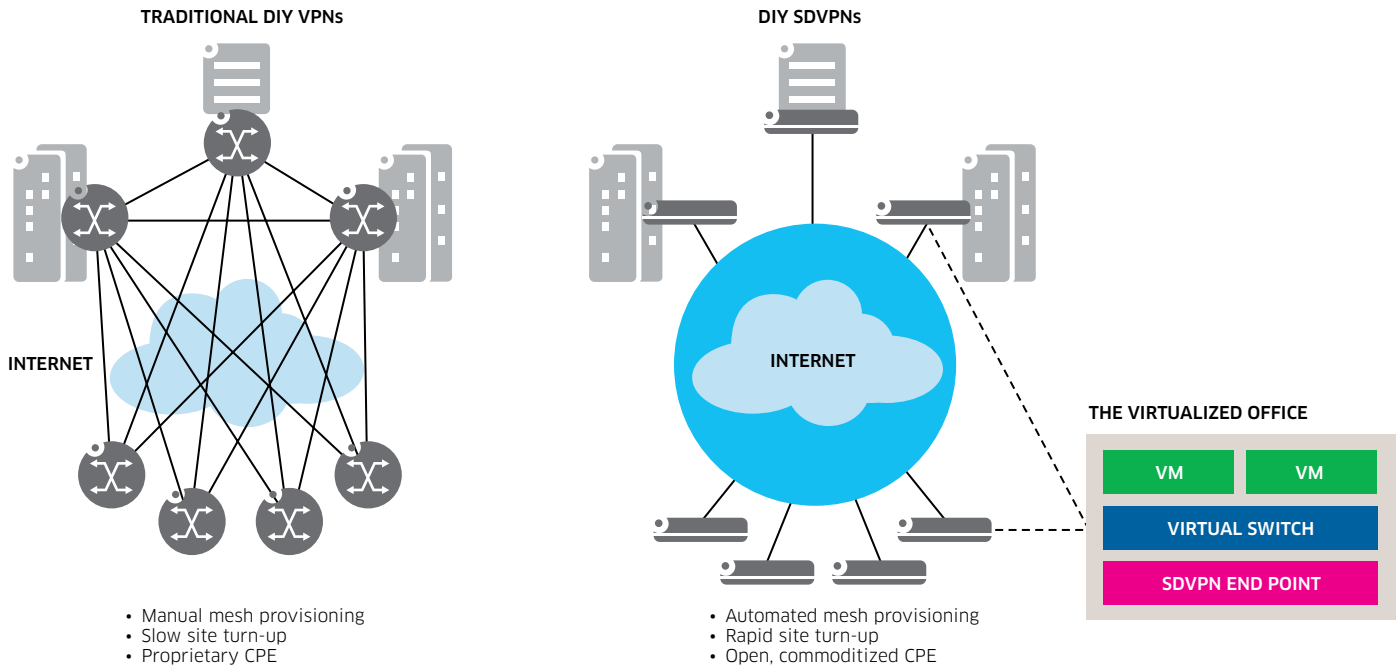 TRADITIONAL DIY VPNs
INTERNET
• Manual mesh provisioning
• Slow site turn-up
• Proprietary CPE
DIY SDVPNs
INTERNET
• Automated mesh provisioning
• Rapid site turn-up
• Open, commoditized CPE
THE VIRTUALIZED OFFICE
VM
VM
VIRTUAL SWITCH
SDVPN END POINT